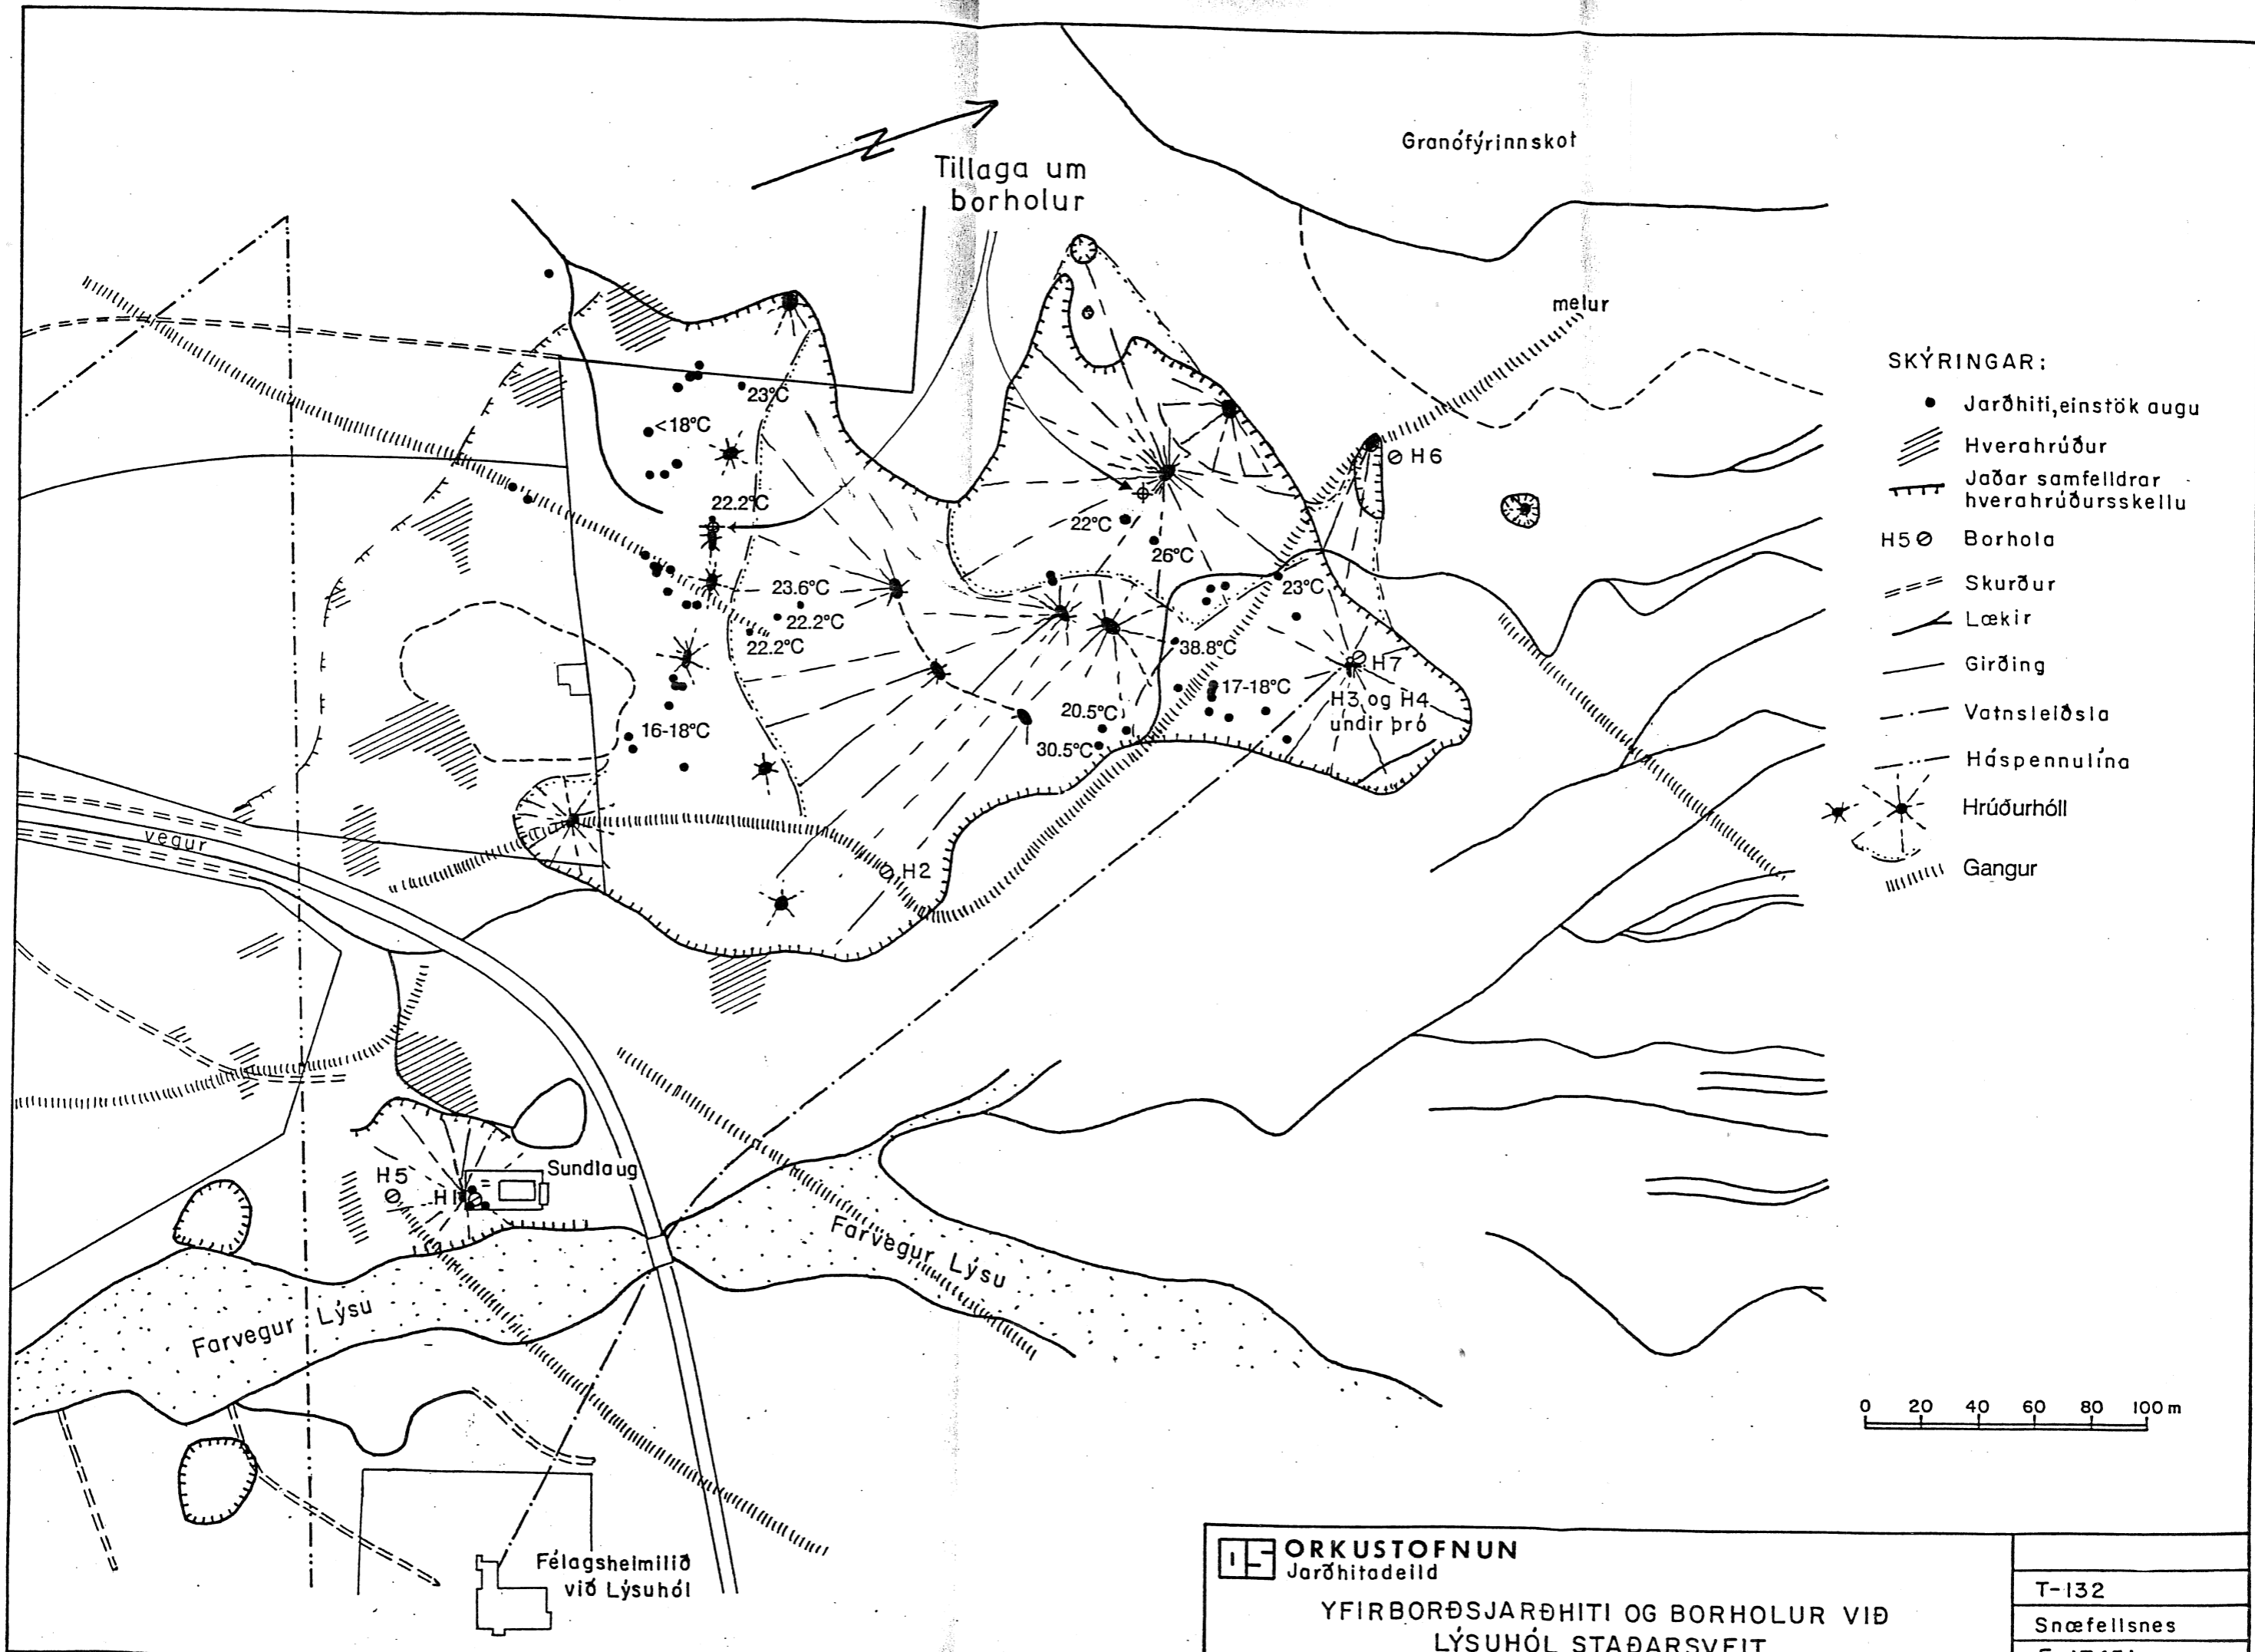 Granófýrinnskot
Z
Tillaga um
borholur
melur
SKÝRINGAR:
Jarðhiti, einstök augu
Hverahrúður
Jaðar samfelldrar
hverahrúðursskellu
H5 Borhola
Skurður
Lækir
Girðing
Vatnsleiðsla
Háspennulína
Hrúðurhóll
Gangur
23°C
<18°C
H6
22.2°C
22°C
26°C
23.6°C
22.2°C
22.2°C
23°C
38.8°C
H7
17-18°C
H3 og H4
undir þró
20.5°C
30.5°C
16-18°C
vegur
H2
Sundlaug
H5
H1
Farvegur Lýsu
Farvegur Lýsu
0 20 40 60 80 100 m
Félagsheimilið
við Lýsuhól
OS ORKUSTOFNUN
Jarðhitadeild
YFIRBORÐSJARÐHITI OG BORHOLUR VIÐ
LÝSUHÓL STAÐARSVEIT
T-132
Snæfellsnes